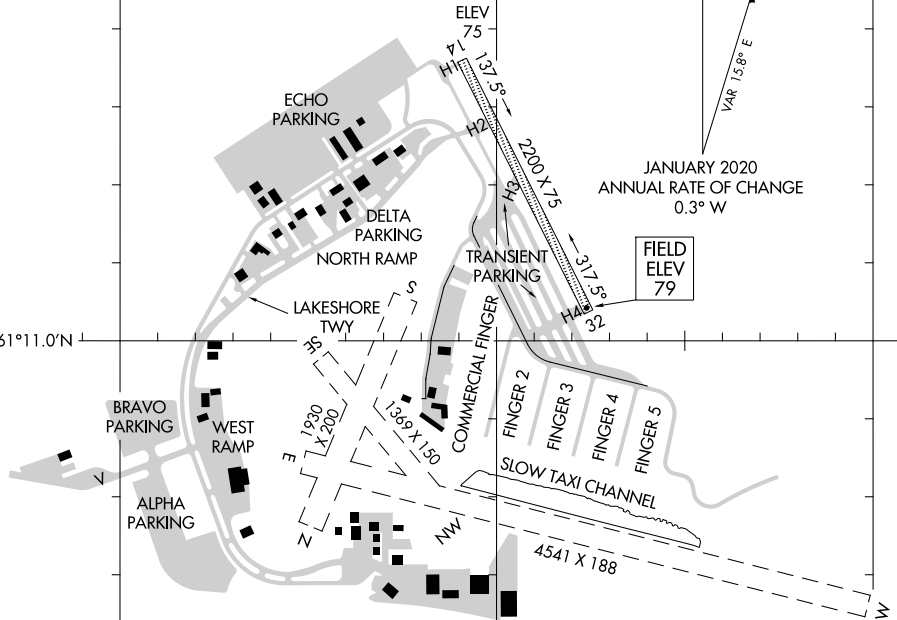 ELEV
75
14
H1
137.5°
VAR 15.8° E
ECHO
PARKING
H2
2200 X 75
JANUARY 2020
ANNUAL RATE OF CHANGE
0.3° W
H3
DELTA
PARKING
NORTH RAMP
TRANSIENT
PARKING
317.5°
FIELD
ELEV
79
S
LAKESHORE
TWY
H4
32
61°11.0'N
SE
COMMERCIAL FINGER
FINGER 2
FINGER 3
FINGER 4
FINGER 5
BRAVO
PARKING
WEST
RAMP
1930
X 200
1369 X 150
E
V
SLOW TAXI CHANNEL
ALPHA
PARKING
N
NW
4541 X 188
W